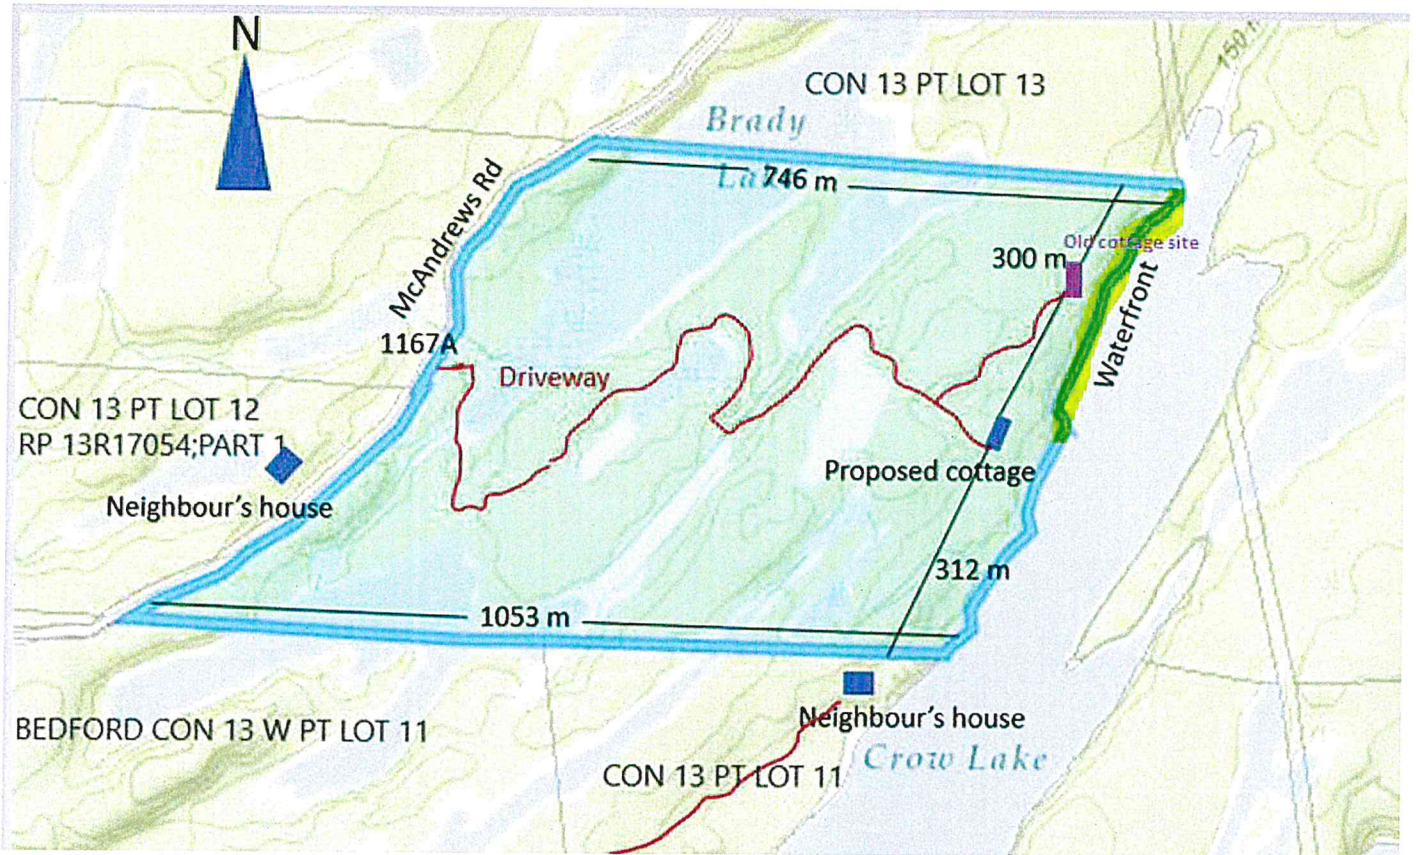 N
CON 13 PT LOT 13
150 f
Brady
La
746 m
McAndrews Rd
Old cottage site
300 m
Waterfront
1167A
Driveway
CON 13 PT LOT 12
RP 13R17054;PART 1
Neighbour's house
Proposed cottage
312 m
1053 m
Neighbour's house
BEDFORD CON 13 W PT LOT 11
Crow Lake
CON 13 PT LOT 11